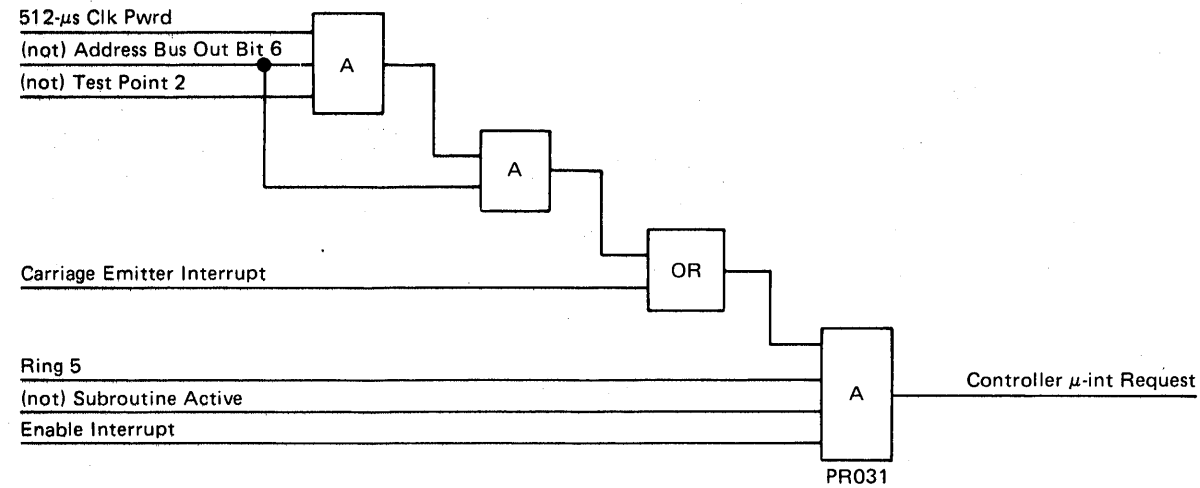 512-μs Clk Pwrd
(not) Address Bus Out Bit 6
(not) Test Point 2
A
A
OR
Carriage Emitter Interrupt
Ring 5
(not) Subroutine Active
Enable Interrupt
A
Controller μ-int Request
PR031